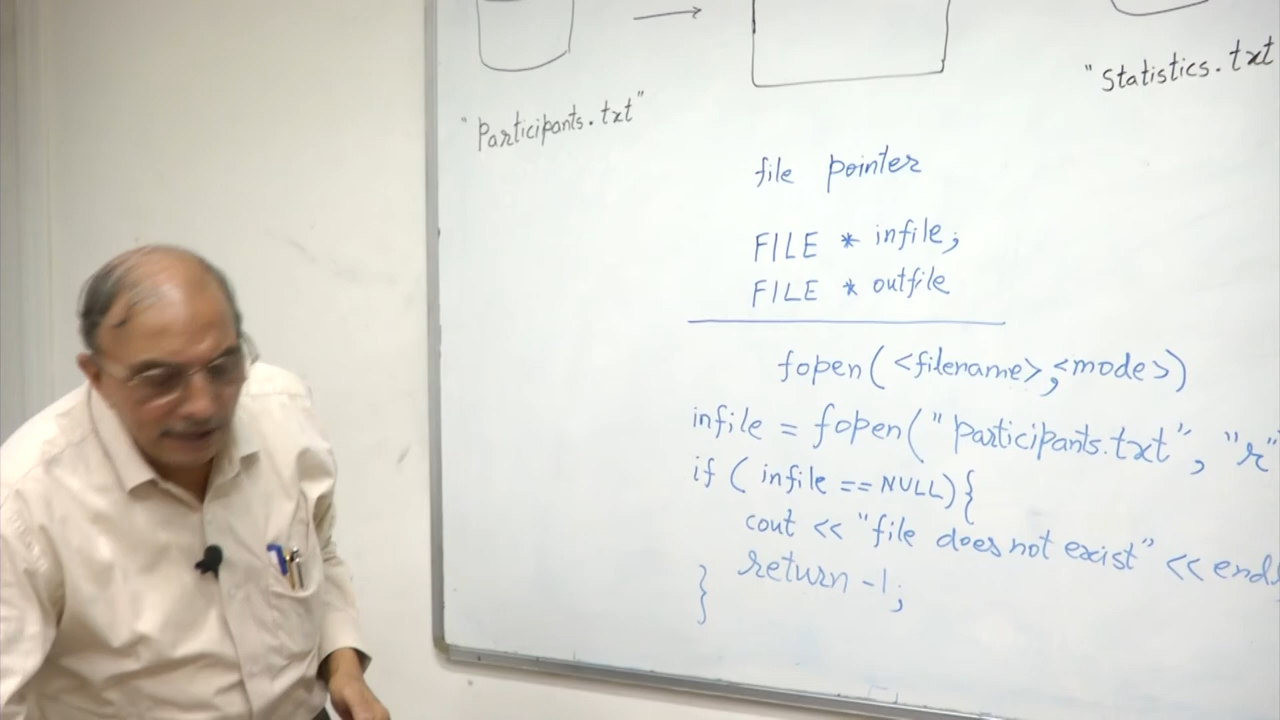 "Participants.txt"
"Statistics.txt
file pointer
FILE * infile;
FILE * outfile
fopen(<filename>,<mode>)
infile = fopen("participants.txt", "r"
if ( infile == NULL){
cout << "file does not exist" << endl
return -1;
}